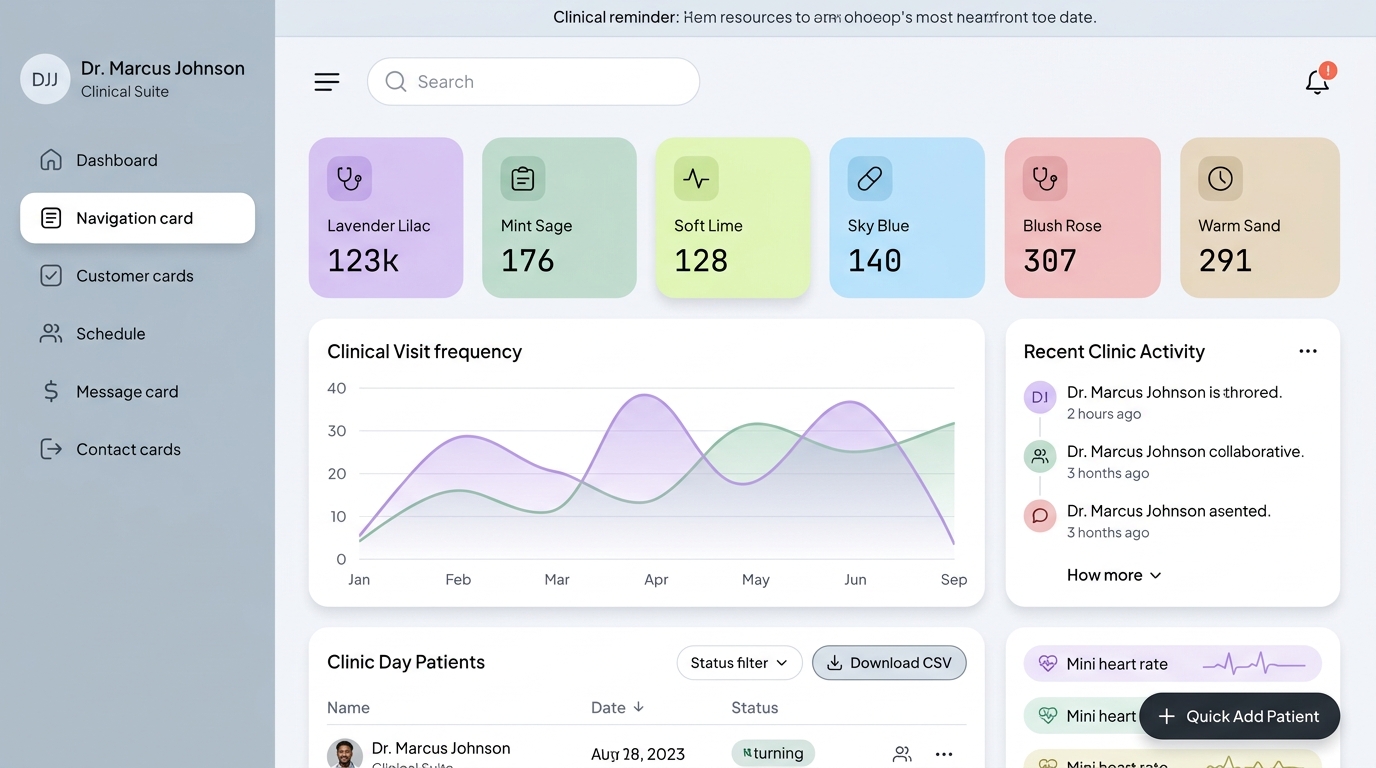 Clinical reminder: Hem resources to most toe date.
DJJ
Dr. Marcus Johnson
Clinical Suite
Dashboard
Navigation card
Customer cards
Schedule
Message card
Contact cards
Search
!
Lavender Lilac
123k
Mint Sage
176
Soft Lime
128
Sky Blue
140
Blush Rose
307
Warm Sand
291
Clinical Visit frequency
40
30
20
10
0
Jan Feb Mar Apr May Jun Sep
Recent Clinic Activity
DJ
Dr. Marcus Johnson is throred.
2 hours ago
Dr. Marcus Johnson collaborative.
3 honths ago
Dr. Marcus Johnson asented.
3 honths ago
How more
Clinic Day Patients
Status filter
Download CSV
Name Date Status
Dr. Marcus Johnson
28, 2023
turning
Mini heart rate
Mini heart
Quick Add Patient
Mini heart rate